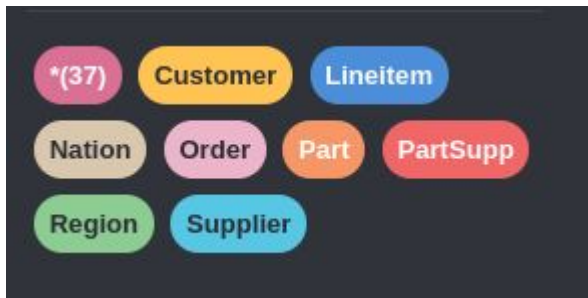 *(37) Customer Lineitem
Nation Order Part PartSupp
Region Supplier